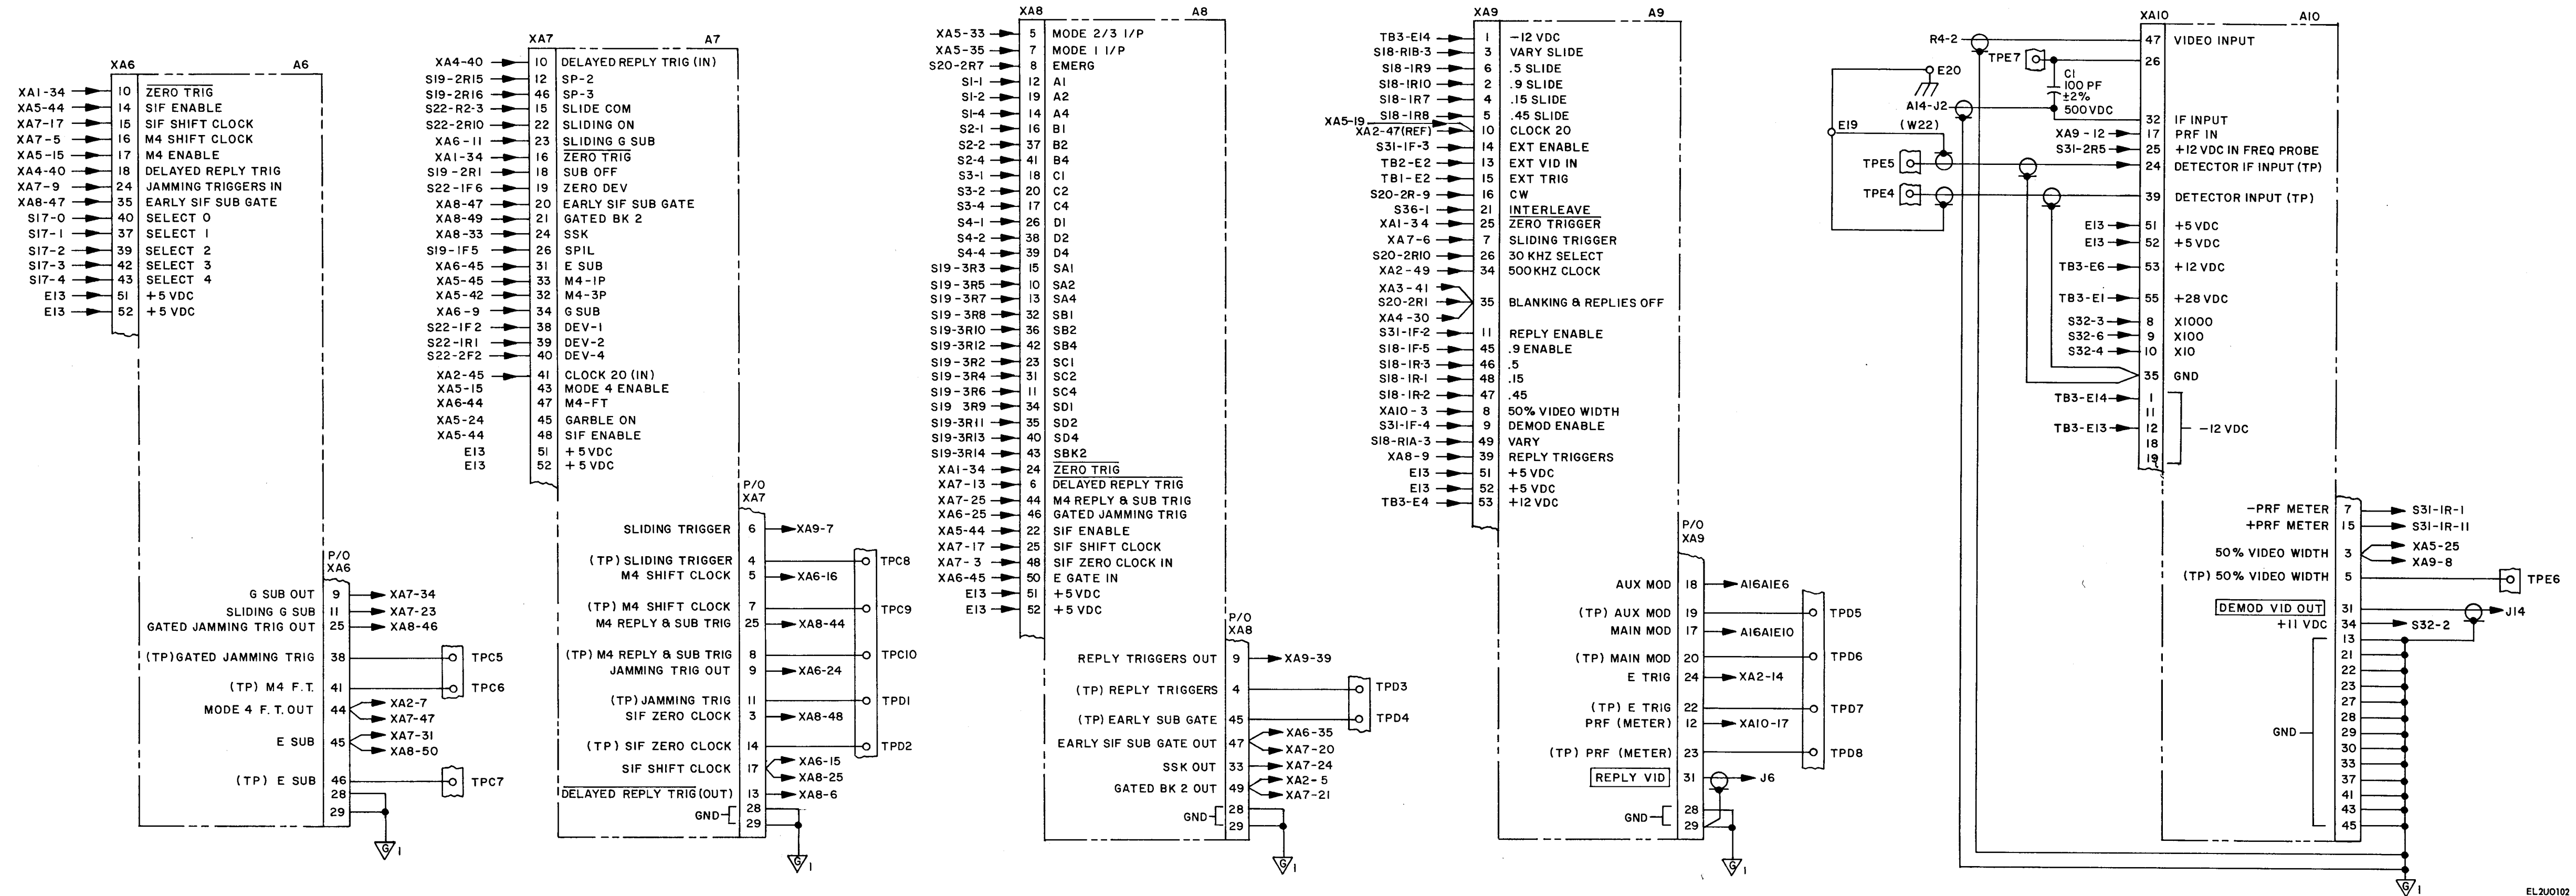 XA6 A6
XA1-34 10 ZERO TRIG
XA5-44 14 SIF ENABLE
XA7-17 15 SIF SHIFT CLOCK
XA7-5 16 M4 SHIFT CLOCK
XA5-15 17 M4 ENABLE
XA4-40 18 DELAYED REPLY TRIG
XA7-9 24 JAMMING TRIGGERS IN
XA8-47 35 EARLY SIF SUB GATE
S17-0 40 SELECT 0
S17-1 37 SELECT 1
S17-2 39 SELECT 2
S17-3 42 SELECT 3
S17-4 43 SELECT 4
E13 51 +5 VDC
E13 52 +5 VDC
P/O
XA6
G SUB OUT 9 XA7-34
SLIDING G SUB 11 XA7-23
GATED JAMMING TRIG OUT 25 XA8-46
(TP)GATED JAMMING TRIG 38 TPC5
(TP) M4 F.T. 41 TPC6
MODE 4 F.T.OUT 44 XA2-7
XA7-47
E SUB 45 XA7-31
XA8-50
(TP) E SUB 46 TPC7
28
29
G 1
XA7 A7
XA4-40 10 DELAYED REPLY TRIG (IN)
S19-2R15 12 SP-2
S19-2R16 46 SP-3
S22-R2-3 15 SLIDE COM
S22-2R10 22 SLIDING ON
XA6-11 23 SLIDING G SUB
XA1-34 16 ZERO TRIG
S19-2R1 18 SUB OFF
S22-1F6 19 ZERO DEV
XA8-47 20 EARLY SIF SUB GATE
XA8-49 21 GATED BK 2
XA8-33 24 SSK
S19-1F5 26 SPIL
XA6-45 31 E SUB
XA5-45 33 M4-1P
XA5-42 32 M4-3P
XA6-9 34 G SUB
S22-1F2 38 DEV-1
S22-1R1 39 DEV-2
S22-2F2 40 DEV-4
XA2-45 41 CLOCK 20 (IN)
XA5-15 43 MODE 4 ENABLE
XA6-44 47 M4-FT
XA5-24 45 GARBLE ON
XA5-44 48 SIF ENABLE
E13 51 +5VDC
E13 52 +5VDC
P/O
XA7
SLIDING TRIGGER 6 XA9-7
(TP) SLIDING TRIGGER 4 TPC8
M4 SHIFT CLOCK 5 XA6-16
(TP) M4 SHIFT CLOCK 7 TPC9
M4 REPLY & SUB TRIG 25 XA8-44
(TP) M4 REPLY & SUB TRIG 8 TPC10
JAMMING TRIG OUT 9 XA6-24
(TP) JAMMING TRIG 11 TPD1
SIF ZERO CLOCK 3 XA8-48
(TP) SIF ZERO CLOCK 14 TPD2
SIF SHIFT CLOCK 17 XA6-15
XA8-25
DELAYED REPLY TRIG (OUT) 13 XA8-6
GND 28
29
G 1
XA8 A8
XA5-33 5 MODE 2/3 I/P
XA5-35 7 MODE 1 I/P
S20-2R7 8 EMERG
S1-1 12 A1
S1-2 19 A2
S1-4 14 A4
S2-1 16 B1
S2-2 37 B2
S2-4 41 B4
S3-1 18 C1
S3-2 20 C2
S3-4 17 C4
S4-1 26 D1
S4-2 38 D2
S4-4 39 D4
S19-3R3 15 SA1
S19-3R5 10 SA2
S19-3R7 13 SA4
S19-3R8 32 SB1
S19-3R10 36 SB2
S19-3R12 42 SB4
S19-3R2 23 SC1
S19-3R4 31 SC2
S19-3R6 11 SC4
S19 3R9 34 SD1
S19-3R11 35 SD2
S19-3R13 40 SD4
S19-3R14 43 SBK2
XA1-34 24 ZERO TRIG
XA7-13 6 DELAYED REPLY TRIG
XA7-25 44 M4 REPLY & SUB TRIG
XA6-25 46 GATED JAMMING TRIG
XA5-44 22 SIF ENABLE
XA7-17 25 SIF SHIFT CLOCK
XA7-3 48 SIF ZERO CLOCK IN
XA6-45 50 E GATE IN
E13 51 +5VDC
E13 52 +5 VDC
P/O
XA8
REPLY TRIGGERS OUT 9 XA9-39
(TP) REPLY TRIGGERS 4 TPD3
(TP) EARLY SUB GATE 45 TPD4
EARLY SIF SUB GATE OUT 47 XA6-35
XA7-20
SSK OUT 33 XA7-24
GATED BK 2 OUT 49 XA2-5
XA7-21
GND 28
29
G 1
XA9 A9
TB3-E14 1 -12 VDC
S18-R1B-3 3 VARY SLIDE
S18-1R9 6 .5 SLIDE
S18-1R10 2 .9 SLIDE
S18-1R7 4 .15 SLIDE
S18-1R8 5 .45 SLIDE
XA5-19
XA2-47(REF) 10 CLOCK 20
S31-1F-3 14 EXT ENABLE
TB2-E2 13 EXT VID IN
TB1-E2 15 EXT TRIG
S20-2R-9 16 CW
S36-1 21 INTERLEAVE
XA1-34 25 ZERO TRIGGER
XA7-6 7 SLIDING TRIGGER
S20-2R10 26 30 KHZ SELECT
XA2-49 34 500KHZ CLOCK
XA3-41
S20-2R1 35 BLANKING & REPLIES OFF
XA4-30
S31-1F-2 11 REPLY ENABLE
S18-1F-5 45 .9 ENABLE
S18-1R-3 46 .5
S18-1R-1 48 .15
S18-1R-2 47 .45
XA10-3 8 50% VIDEO WIDTH
S31-1F-4 9 DEMOD ENABLE
S18-R1A-3 49 VARY
XA8-9 39 REPLY TRIGGERS
E13 51 +5 VDC
E13 52 +5 VDC
TB3-E4 53 +12 VDC
P/O
XA9
AUX MOD 18 A16A1E6
(TP) AUX MOD 19 TPD5
MAIN MOD 17 A16A1E10
(TP) MAIN MOD 20 TPD6
E TRIG 24 XA2-14
(TP) E TRIG 22 TPD7
PRF (METER) 12 XA10-17
(TP) PRF (METER) 23 TPD8
REPLY VID 31 J6
GND 28
29
G 1
XA10 A10
R4-2 47 VIDEO INPUT
TPE7 26
E20
C1
100 PF
±2%
500VDC
A14-J2 32 IF INPUT
E19 (W22)
XA9-12 17 PRF IN
S31-2R5 25 +12 VDC IN FREQ PROBE
TPE5 24 DETECTOR IF INPUT (TP)
TPE4 39 DETECTOR INPUT (TP)
E13 51 +5VDC
E13 52 +5VDC
TB3-E6 53 +12 VDC
TB3-E1 55 +28 VDC
S32-3 8 X1000
S32-6 9 X100
S32-4 10 X10
35 GND
TB3-E14 1
11
TB3-E13 12 -12 VDC
18
19
-PRF METER 7 S31-1R-1
+PRF METER 15 S31-1R-11
50% VIDEO WIDTH 3 XA5-25
XA9-8
(TP) 50% VIDEO WIDTH 5 TPE6
DEMOD VID OUT 31 J14
+11 VDC 34 S32-2
13
21
22
23
27
28
GND 29
30
33
37
41
43
45
G 1
EL2UO102